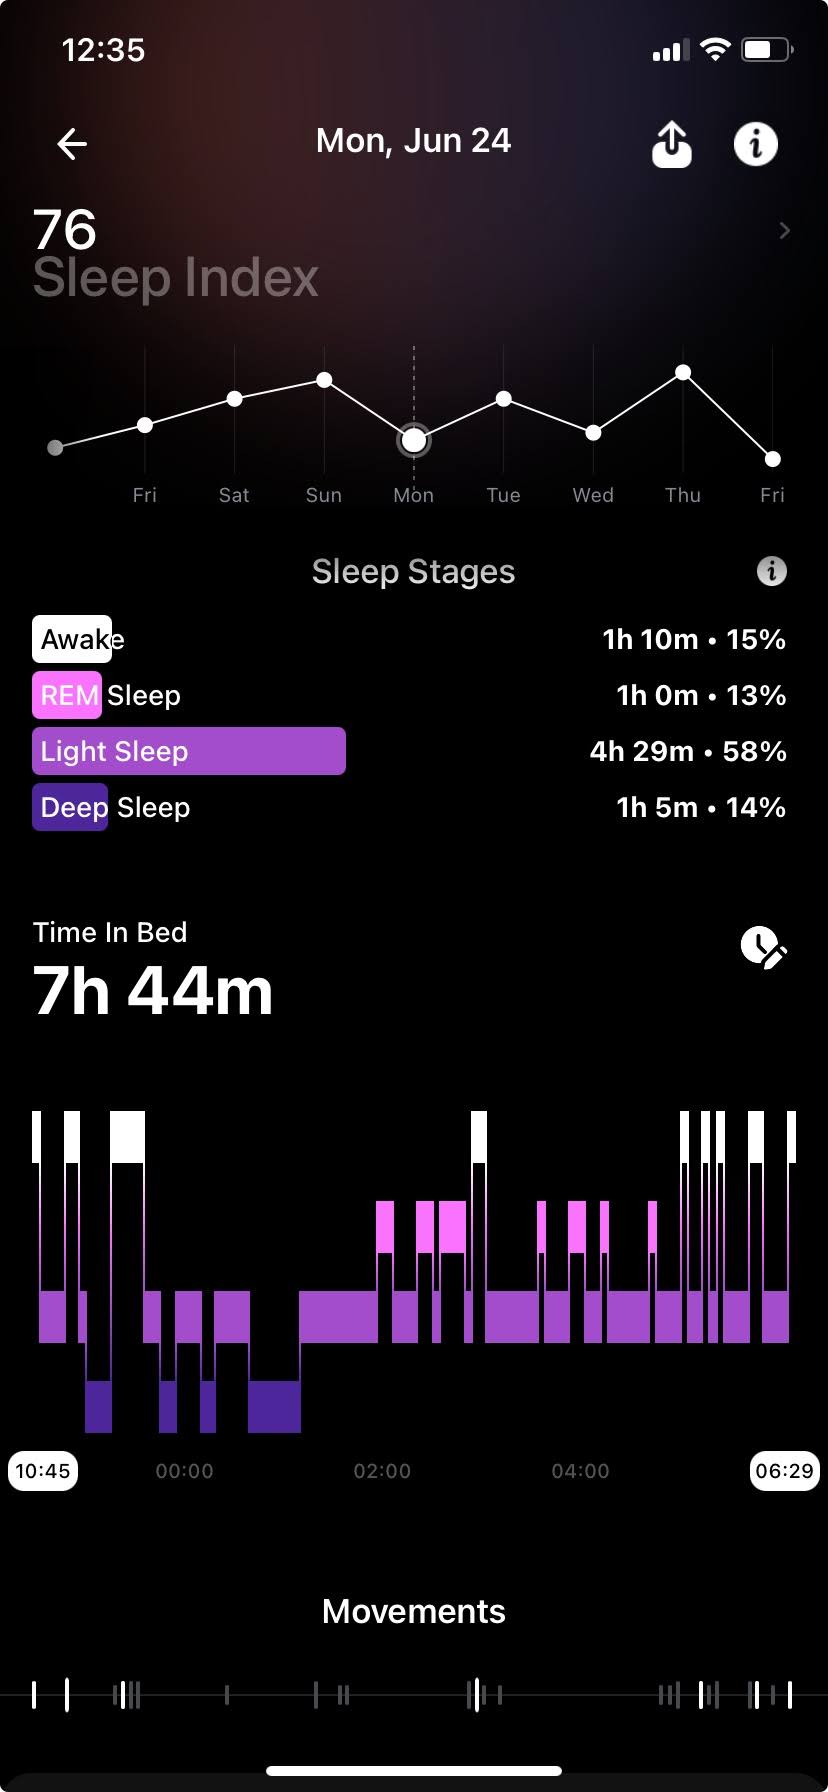 12:35
Mon, Jun 24
76
Sleep Index
Fri Sat Sun Mon Tue Wed Thu Fri
Sleep Stages
Awake 1h 10m • 15%
REM Sleep 1h 0m • 13%
Light Sleep 4h 29m • 58%
Deep Sleep 1h 5m • 14%
Time In Bed
7h 44m
10:45 00:00 02:00 04:00 06:29
Movements